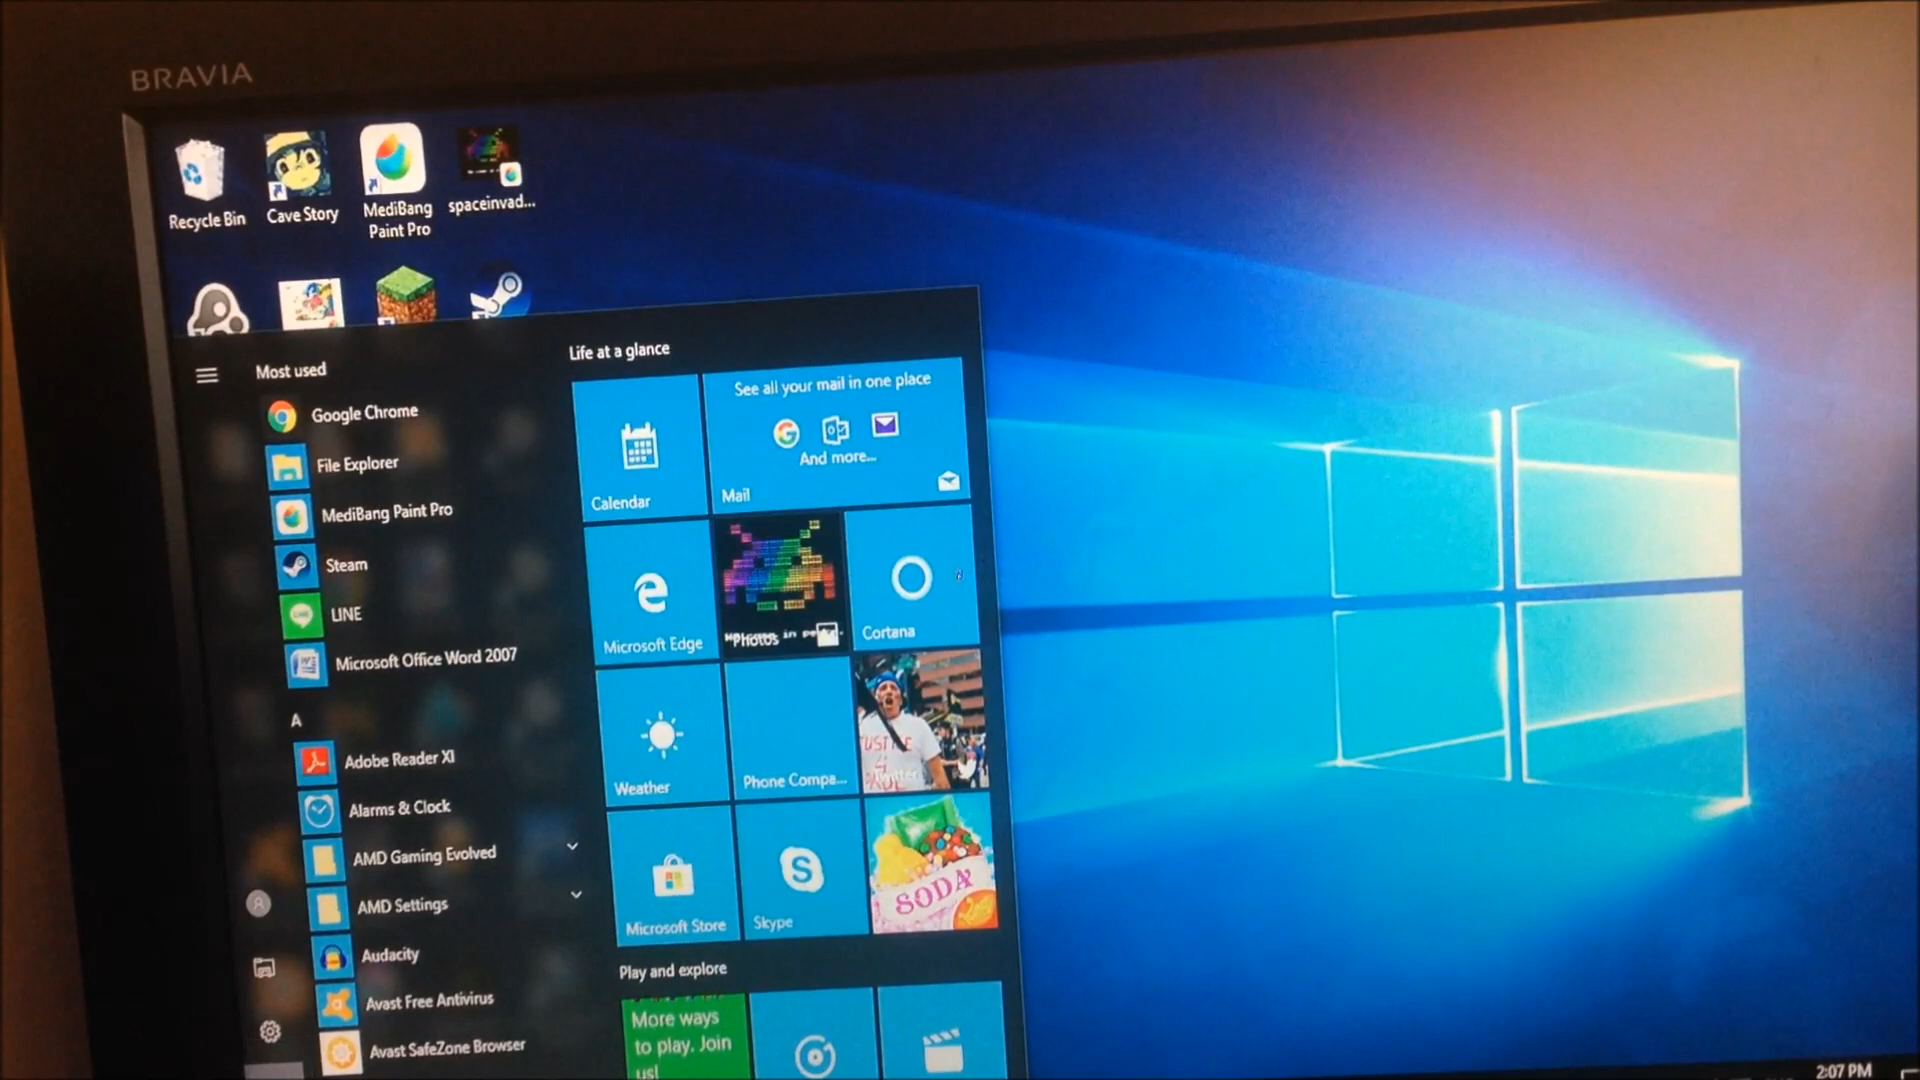 BRAVIA
Recycle Bin
Cave Story
MediBang
Paint Pro
spaceinvad...
Most used
Google Chrome
File Explorer
MediBang Paint Pro
Steam
LINE
Microsoft Office Word 2007
A
Adobe Reader XI
Alarms & Clock
AMD Gaming Evolved
AMD Settings
Audacity
Avast Free Antivirus
Avast SafeZone Browser
Life at a glance
Calendar
See all your mail in one place
And more...
Mail
Microsoft Edge
Photos
Cortana
Weather
Phone Compa...
Twitter
Microsoft Store
Skype
SODA
Play and explore
More ways
to play. Join
us!
2:07 PM